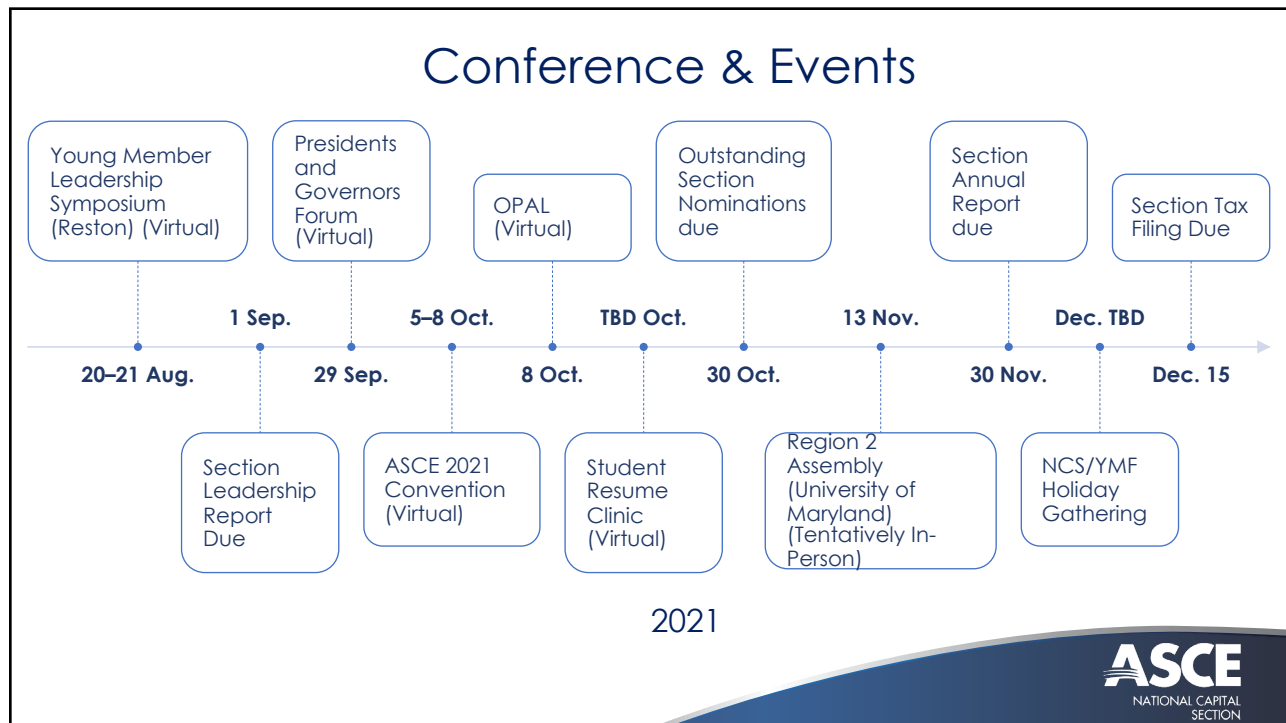 Conference & Events
Young Member
Leadership
Symposium
(Reston) (Virtual)
Presidents
and
Governors
Forum
(Virtual)
OPAL
(Virtual)
Outstanding
Section
Nominations
due
Section
Annual
Report
due
Section Tax
Filing Due
1 Sep.
5–8 Oct.
TBD Oct.
13 Nov.
Dec. TBD
20–21 Aug.
29 Sep.
8 Oct.
30 Oct.
30 Nov.
Dec. 15
Section
Leadership
Report
Due
ASCE 2021
Convention
(Virtual)
Student
Resume
Clinic
(Virtual)
Region 2
Assembly
(University of
Maryland)
(Tentatively In-
Person)
NCS/YMF
Holiday
Gathering
2021
ASCE
NATIONAL CAPITAL
SECTION